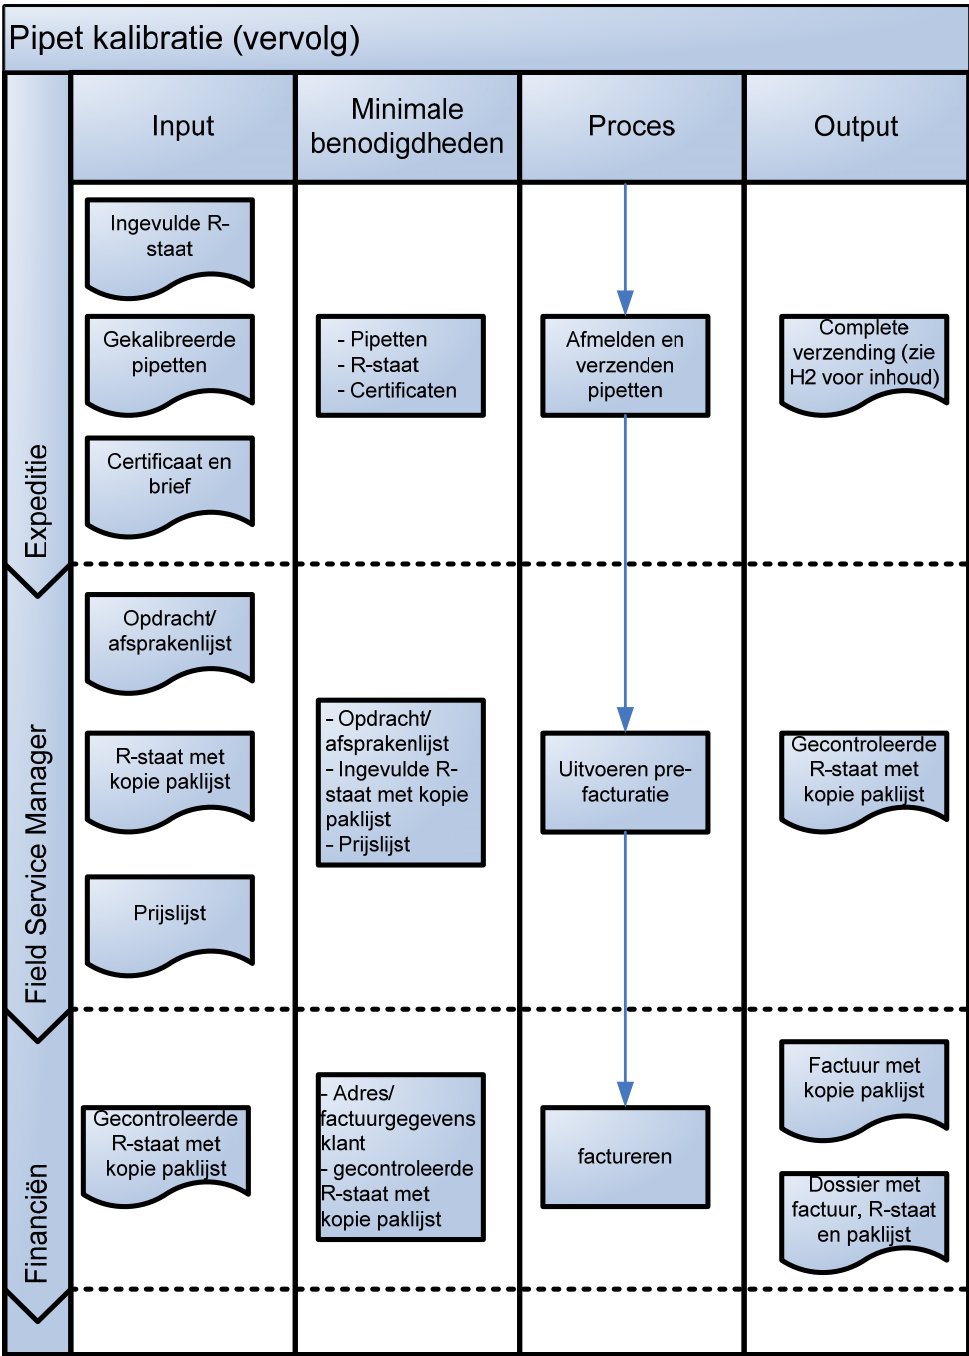 Pipet kalibratie (vervolg)
Input
Minimale
benodigdheden
Proces
Output
Expeditie
Ingevulde R-
staat
Gekalibreerde
pipetten
Certificaat en
brief
- Pipetten
- R-staat
- Certificaten
Afmelden en
verzenden
pipetten
Complete
verzending (zie
H2 voor inhoud)
Field Service Manager
Opdracht/
afsprakenlijst
R-staat met
kopie paklijst
Prijslijst
- Opdracht/
afsprakenlijst
- Ingevulde R-
staat met kopie
paklijst
- Prijslijst
Uitvoeren pre-
facturatie
Gecontroleerde
R-staat met
kopie paklijst
Financiën
Gecontroleerde
R-staat met
kopie paklijst
- Adres/
factuurgegevens
klant
- gecontroleerde
R-staat met
kopie paklijst
factureren
Factuur met
kopie paklijst
Dossier met
factuur, R-staat
en paklijst